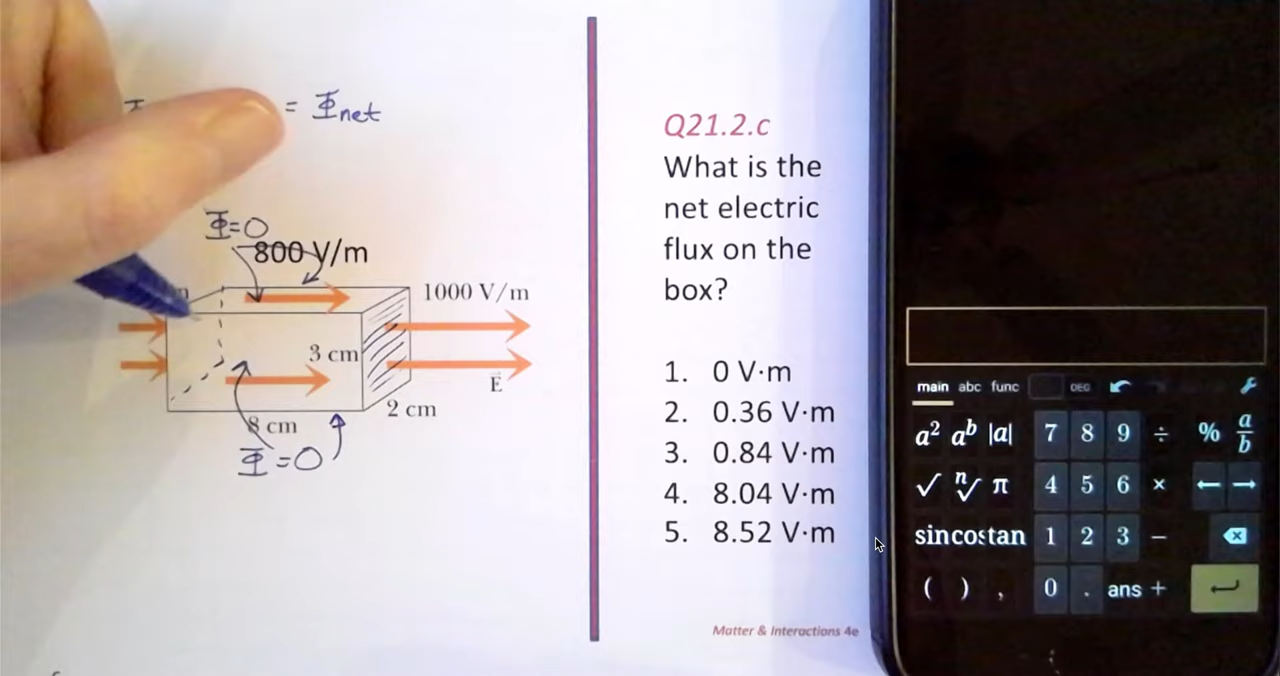 = Φnet
Φ=0
800 V/m
1000 V/m
3 cm
E
2 cm
8 cm
Φ=0
Q21.2.c
What is the
net electric
flux on the
box?
1. 0 V·m
2. 0.36 V·m
3. 0.84 V·m
4. 8.04 V·m
5. 8.52 V·m
Matter & Interactions 4e
main abc func DEG
a² aᵇ |a| 7 8 9 ÷ % a/b
√ ⁿ√ π 4 5 6 × ← →
sin cos tan 1 2 3 −
( ) , 0 . ans +